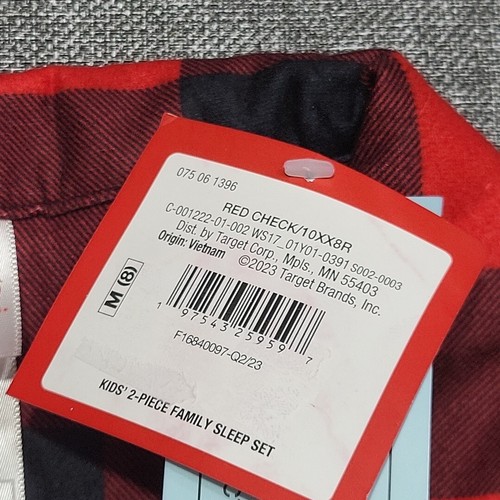 075 06 1396
RED CHECK/10XX8R
C-001222-01-002 WS17_01Y01-0391 S002-0003
Dist. by Target Corp., Mpls., MN 55403
Origin: Vietnam ©2023 Target Brands, Inc.
M (8)
1 97543 25959 7
F16840097-Q2/23
KIDS' 2-PIECE FAMILY SLEEP SET